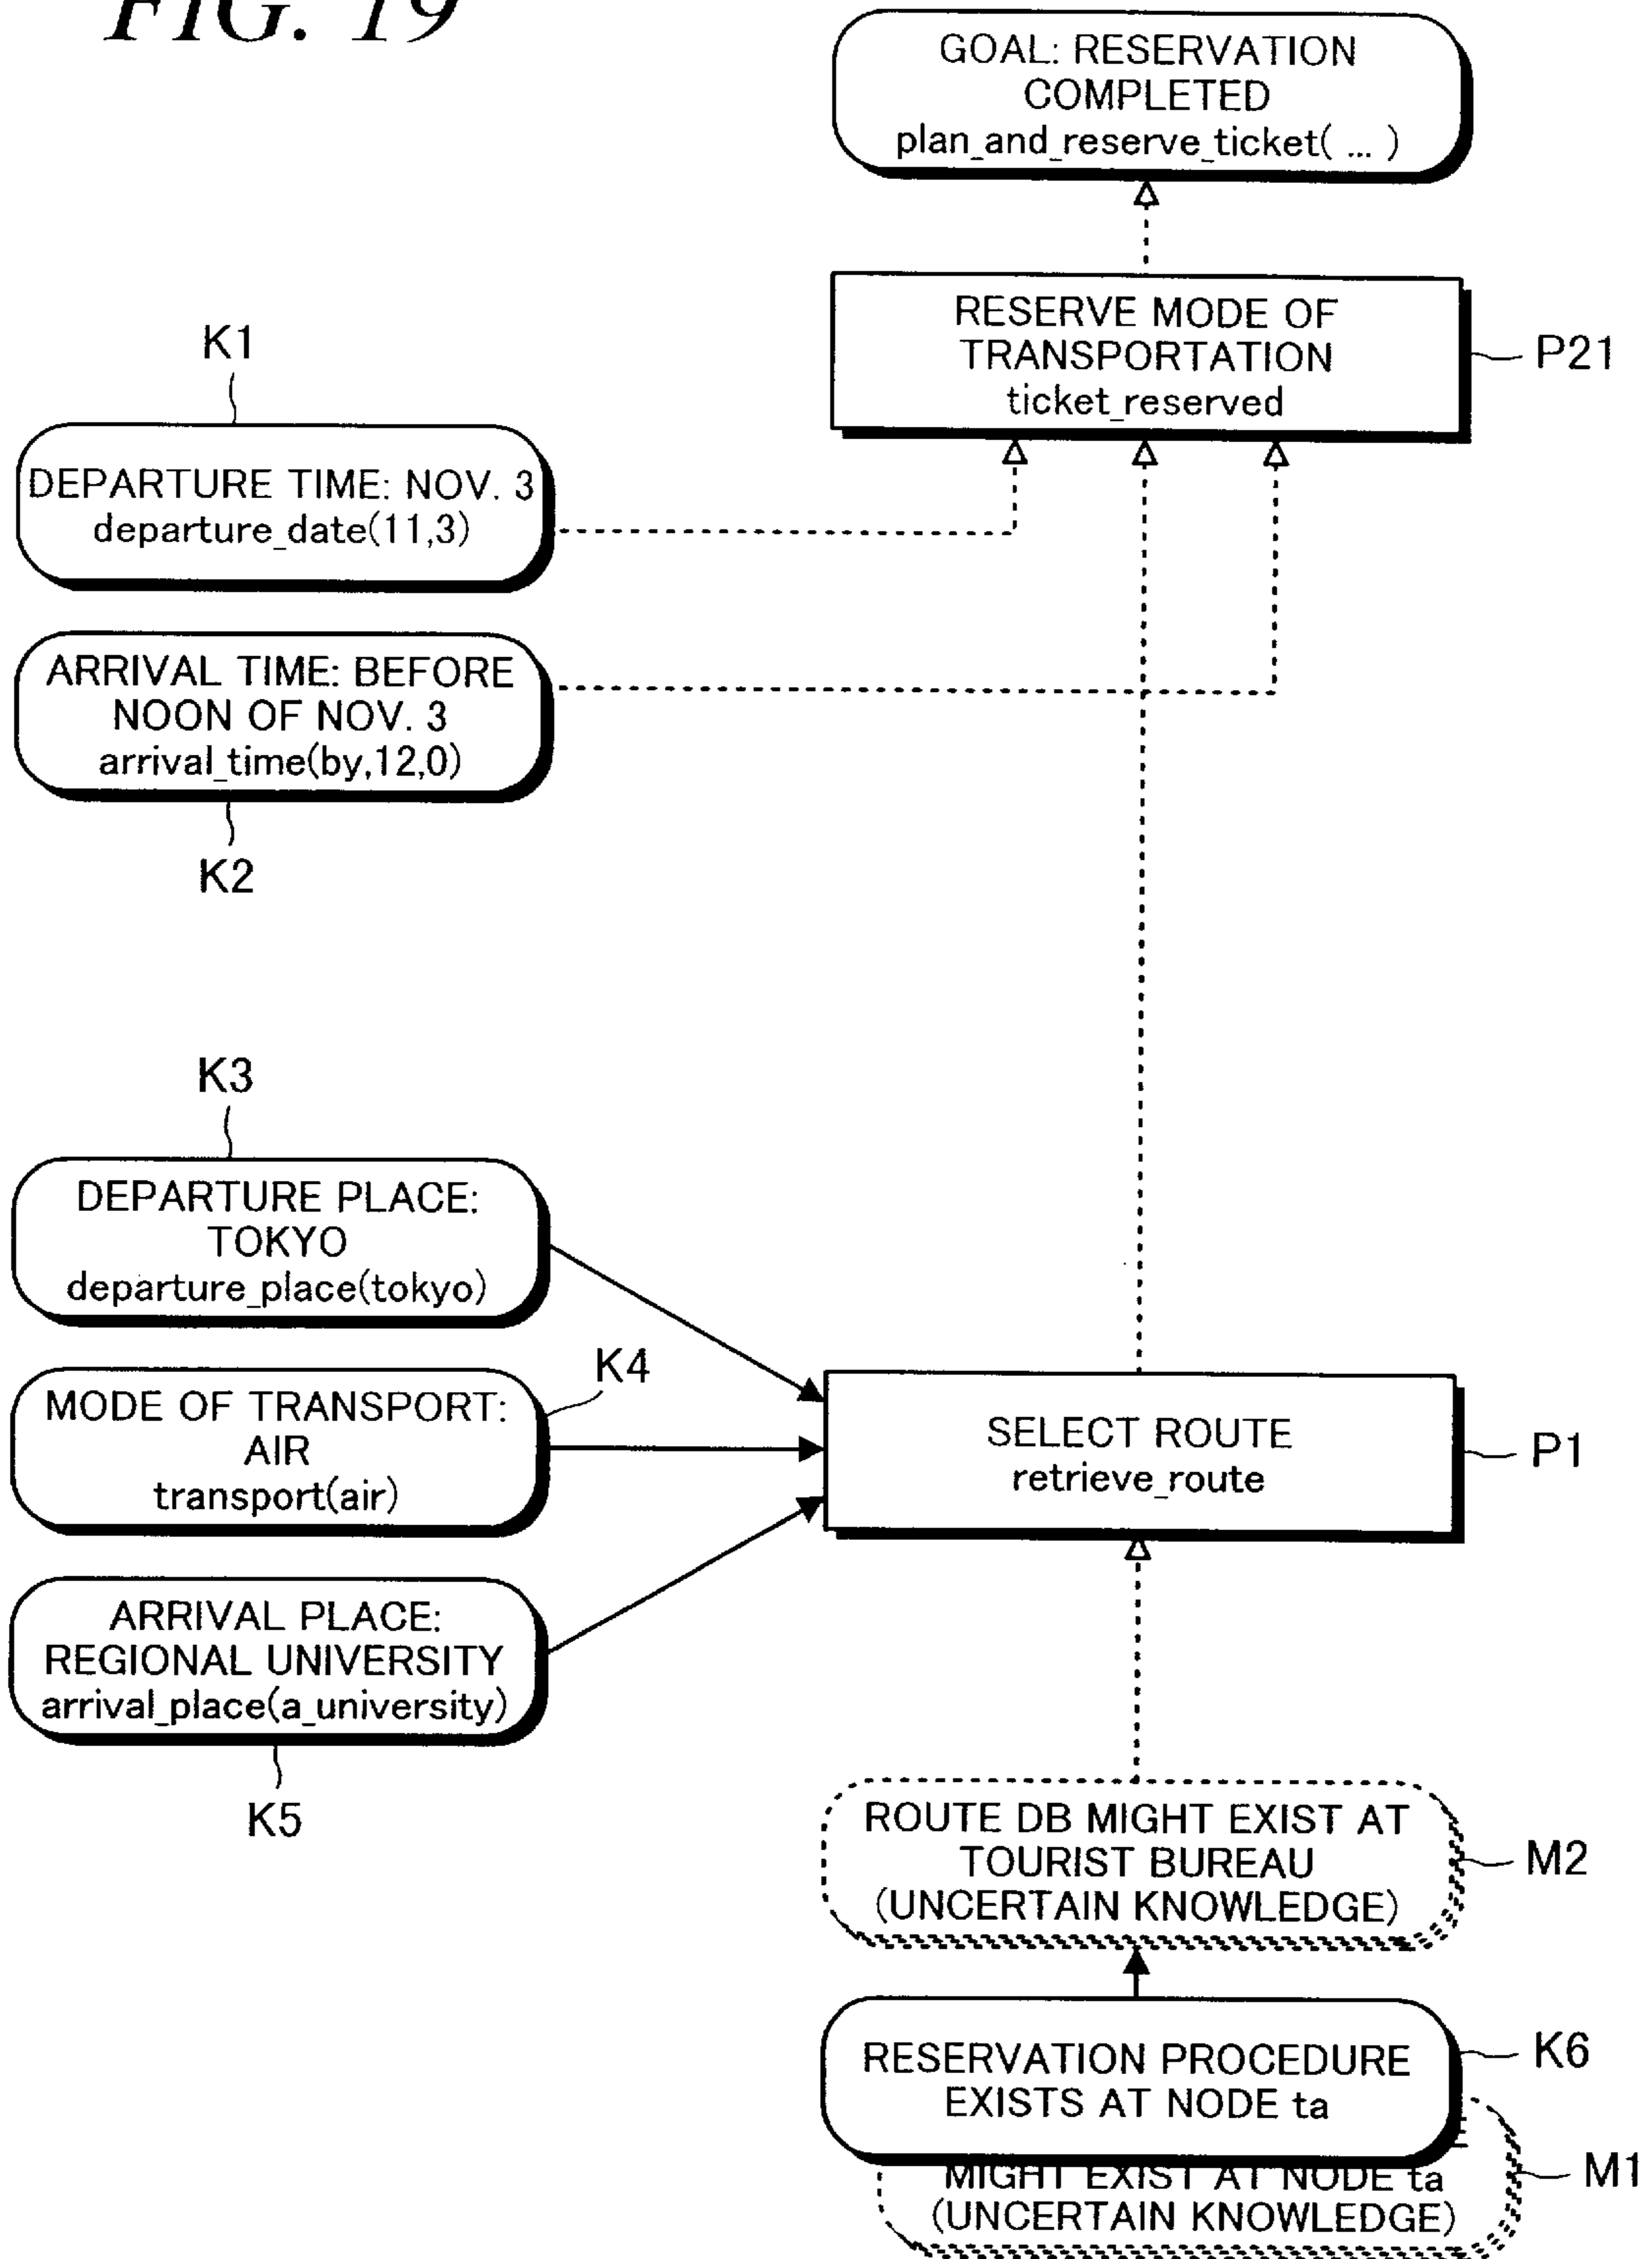 FIG. 19
GOAL: RESERVATION
COMPLETED
plan_and_reserve_ticket( ... )
RESERVE MODE OF
TRANSPORTATION
ticket_reserved
P21
K1
DEPARTURE TIME: NOV. 3
departure_date(11,3)
ARRIVAL TIME: BEFORE
NOON OF NOV. 3
arrival_time(by,12,0)
K2
K3
DEPARTURE PLACE:
TOKYO
departure_place(tokyo)
K4
MODE OF TRANSPORT:
AIR
transport(air)
SELECT ROUTE
retrieve_route
P1
ARRIVAL PLACE:
REGIONAL UNIVERSITY
arrival_place(a_university)
K5
ROUTE DB MIGHT EXIST AT
TOURIST BUREAU
(UNCERTAIN KNOWLEDGE)
M2
RESERVATION PROCEDURE
EXISTS AT NODE ta
K6
MIGHT EXIST AT NODE ta
(UNCERTAIN KNOWLEDGE)
M1